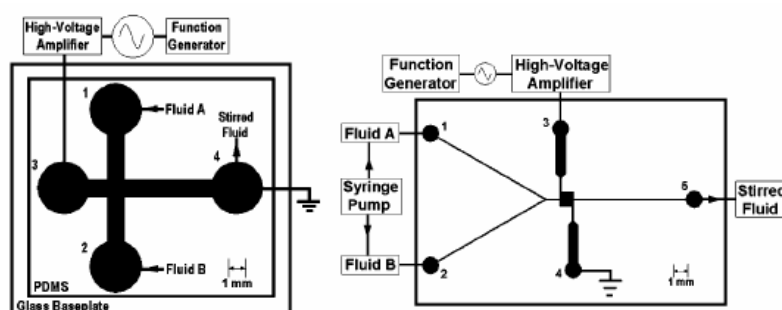 High-Voltage
Amplifier
Function
Generator
1
Fluid A
Stirred
Fluid
3
4
2
Fluid B
PDMS
1 mm
Glass Baseplate
Function
Generator
High-Voltage
Amplifier
Fluid A
1
3
Syringe
Pump
5
Stirred
Fluid
Fluid B
2
4
1 mm